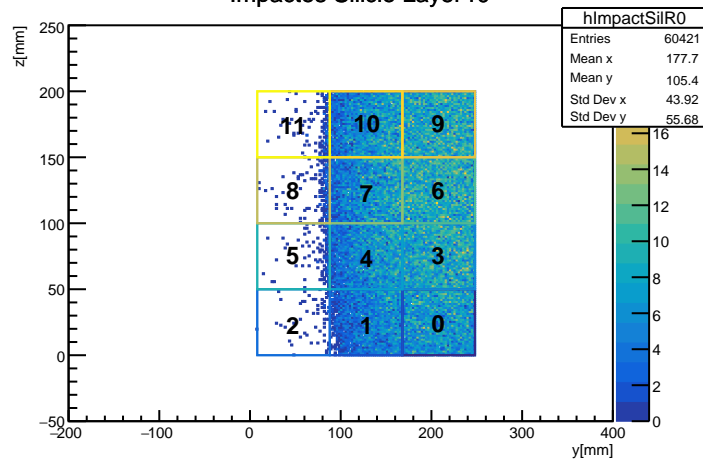 Impactos Silicio Layer R0
hImpactSilR0
Entries 60421
Mean x 177.7
Mean y 105.4
Std Dev x 43.92
Std Dev y 55.68
z[mm]
250
200
150
100
50
0
−50
11 10 9
8 7 6
5 4 3
2 1 0
16
14
12
10
8
6
4
2
0
−200 −100 0 100 200 300 400
y[mm]